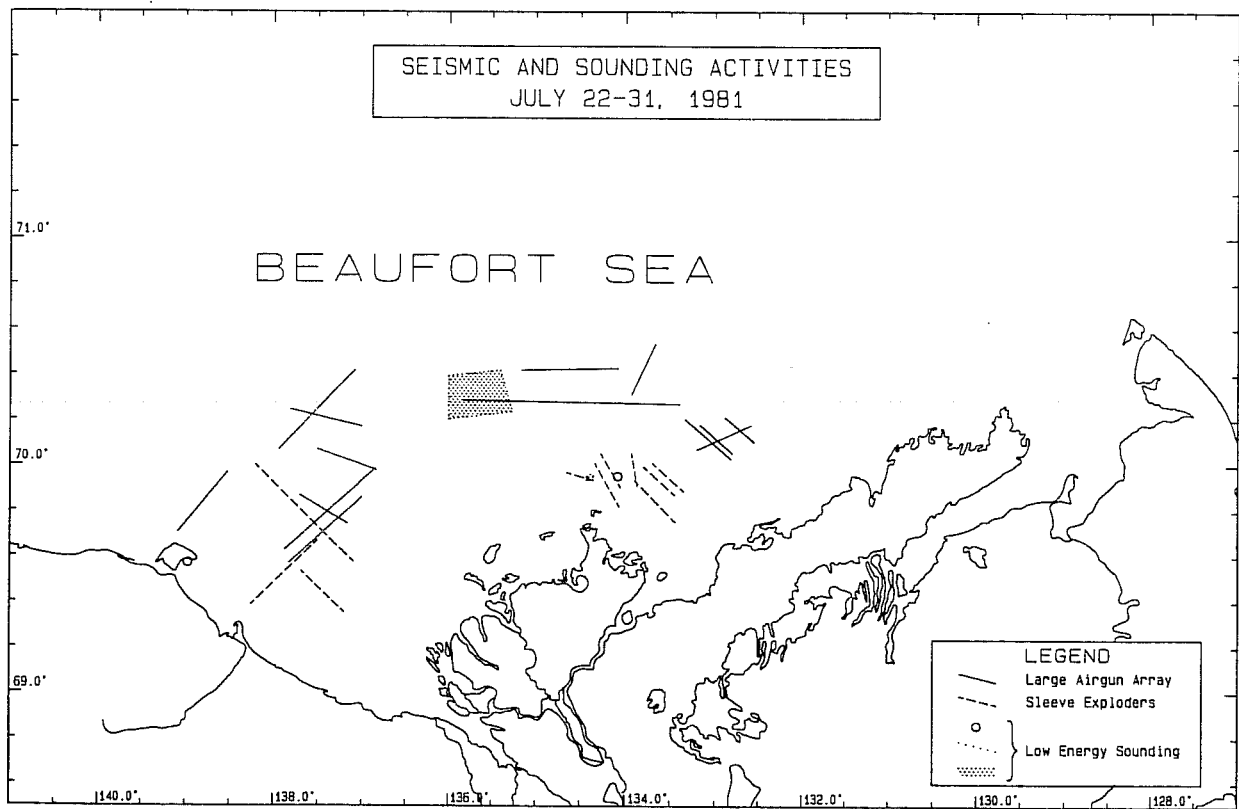 SEISMIC AND SOUNDING ACTIVITIES
JULY 22-31, 1981
71.0°
BEAUFORT SEA
70.0°
69.0°
LEGEND
Large Airgun Array
Sleeve Exploders
Low Energy Sounding
140.0° 138.0° 136.0° 134.0° 132.0° 130.0° 128.0°